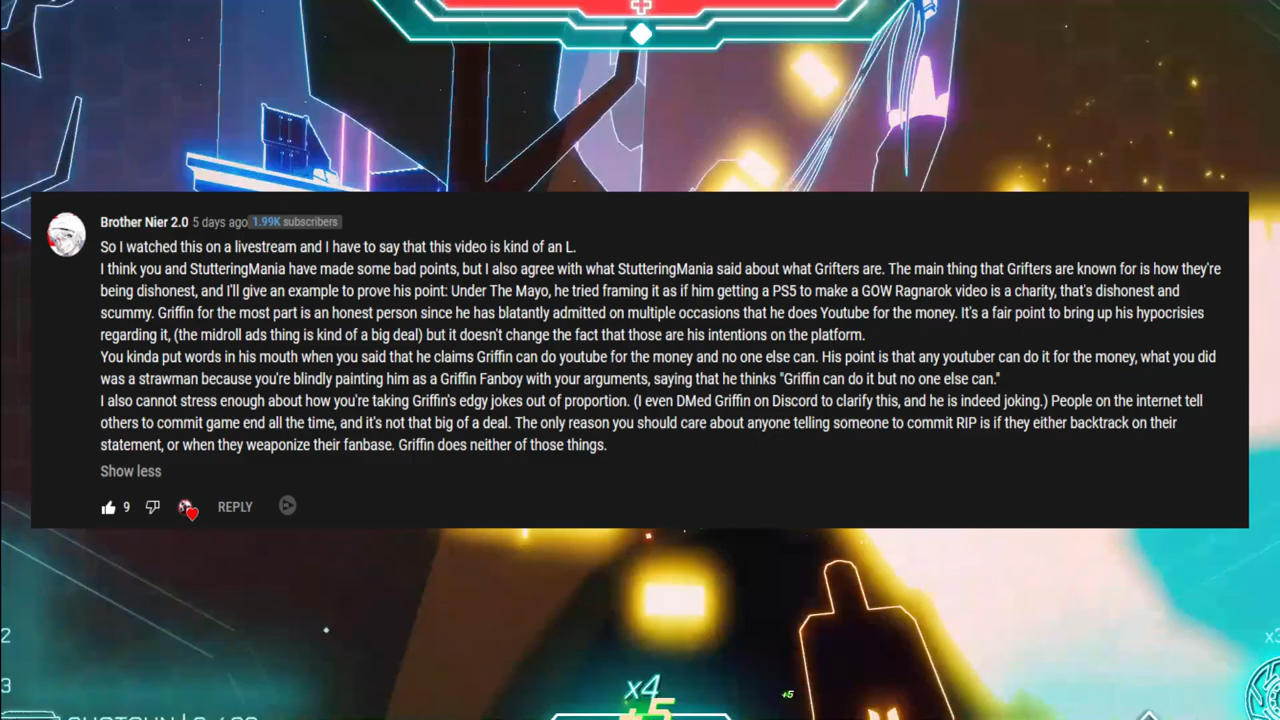 Brother Nier 2.0 5 days ago 1.99K subscribers
So I watched this on a livestream and I have to say that this video is kind of an L.
I think you and StutteringMania have made some bad points, but I also agree with what StutteringMania said about what Grifters are. The main thing that Grifters are known for is how they're
being dishonest, and I'll give an example to prove his point: Under The Mayo, he tried framing it as if him getting a PS5 to make a GOW Ragnarok video is a charity, that's dishonest and
scummy. Griffin for the most part is an honest person since he has blatantly admitted on multiple occasions that he does Youtube for the money. It's a fair point to bring up his hypocrisies
regarding it, (the midroll ads thing is kind of a big deal) but it doesn't change the fact that those are his intentions on the platform.
You kinda put words in his mouth when you said that he claims Griffin can do youtube for the money and no one else can. His point is that any youtuber can do it for the money, what you did
was a strawman because you're blindly painting him as a Griffin Fanboy with your arguments, saying that he thinks "Griffin can do it but no one else can."
I also cannot stress enough about how you're taking Griffin's edgy jokes out of proportion. (I even DMed Griffin on Discord to clarify this, and he is indeed joking.) People on the internet tell
others to commit game end all the time, and it's not that big of a deal. The only reason you should care about anyone telling someone to commit RIP is if they either backtrack on their
statement, or when they weaponize their fanbase. Griffin does neither of those things.
Show less
9 REPLY
2
3
x4
+5
+5